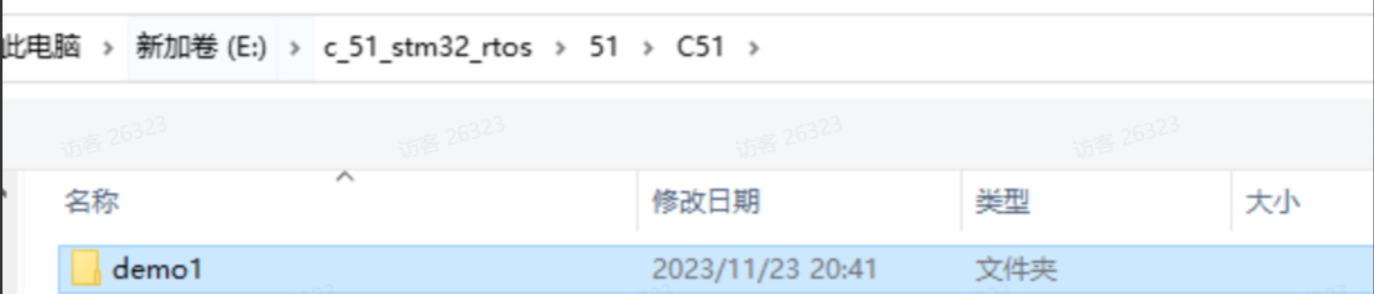 此电脑 > 新加卷 (E:) > c_51_stm32_rtos > 51 > C51 >
访客 26323 访客 26323 访客 26323 访客 26323
名称 修改日期 类型 大小
demo1 2023/11/23 20:41 文件夹